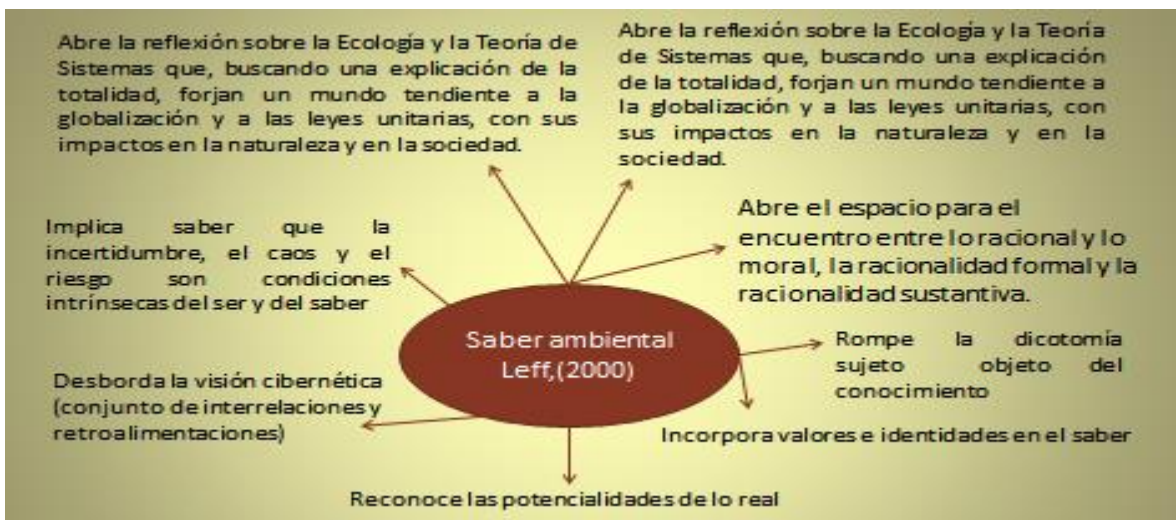 Abre la reflexión sobre la Ecología y la Teoría de
Sistemas que, buscando una explicación de la
totalidad, forjan un mundo tendiente a la
globalización y a las leyes unitarias, con sus
impactos en la naturaleza y en la sociedad.
Abre la reflexión sobre la Ecología y la Teoría
de Sistemas que, buscando una explicación
de la totalidad, forjan un mundo tendiente a
la globalización y a las leyes unitarias, con
sus impactos en la naturaleza y en la
sociedad.
Implica saber que la
incertidumbre, el caos y el
riesgo son condiciones
intrínsecas del ser y del saber
Abre el espacio para el
encuentro entre lo racional y lo
moral, la racionalidad formal y la
racionalidad sustantiva.
Saber ambiental
Leff,(2000)
Rompe la dicotomía
sujeto objeto del
conocimiento
Desborda la visión cibernética
(conjunto de interrelaciones y
retroalimentaciones)
Incorpora valores e identidades en el saber
Reconoce las potencialidades de lo real